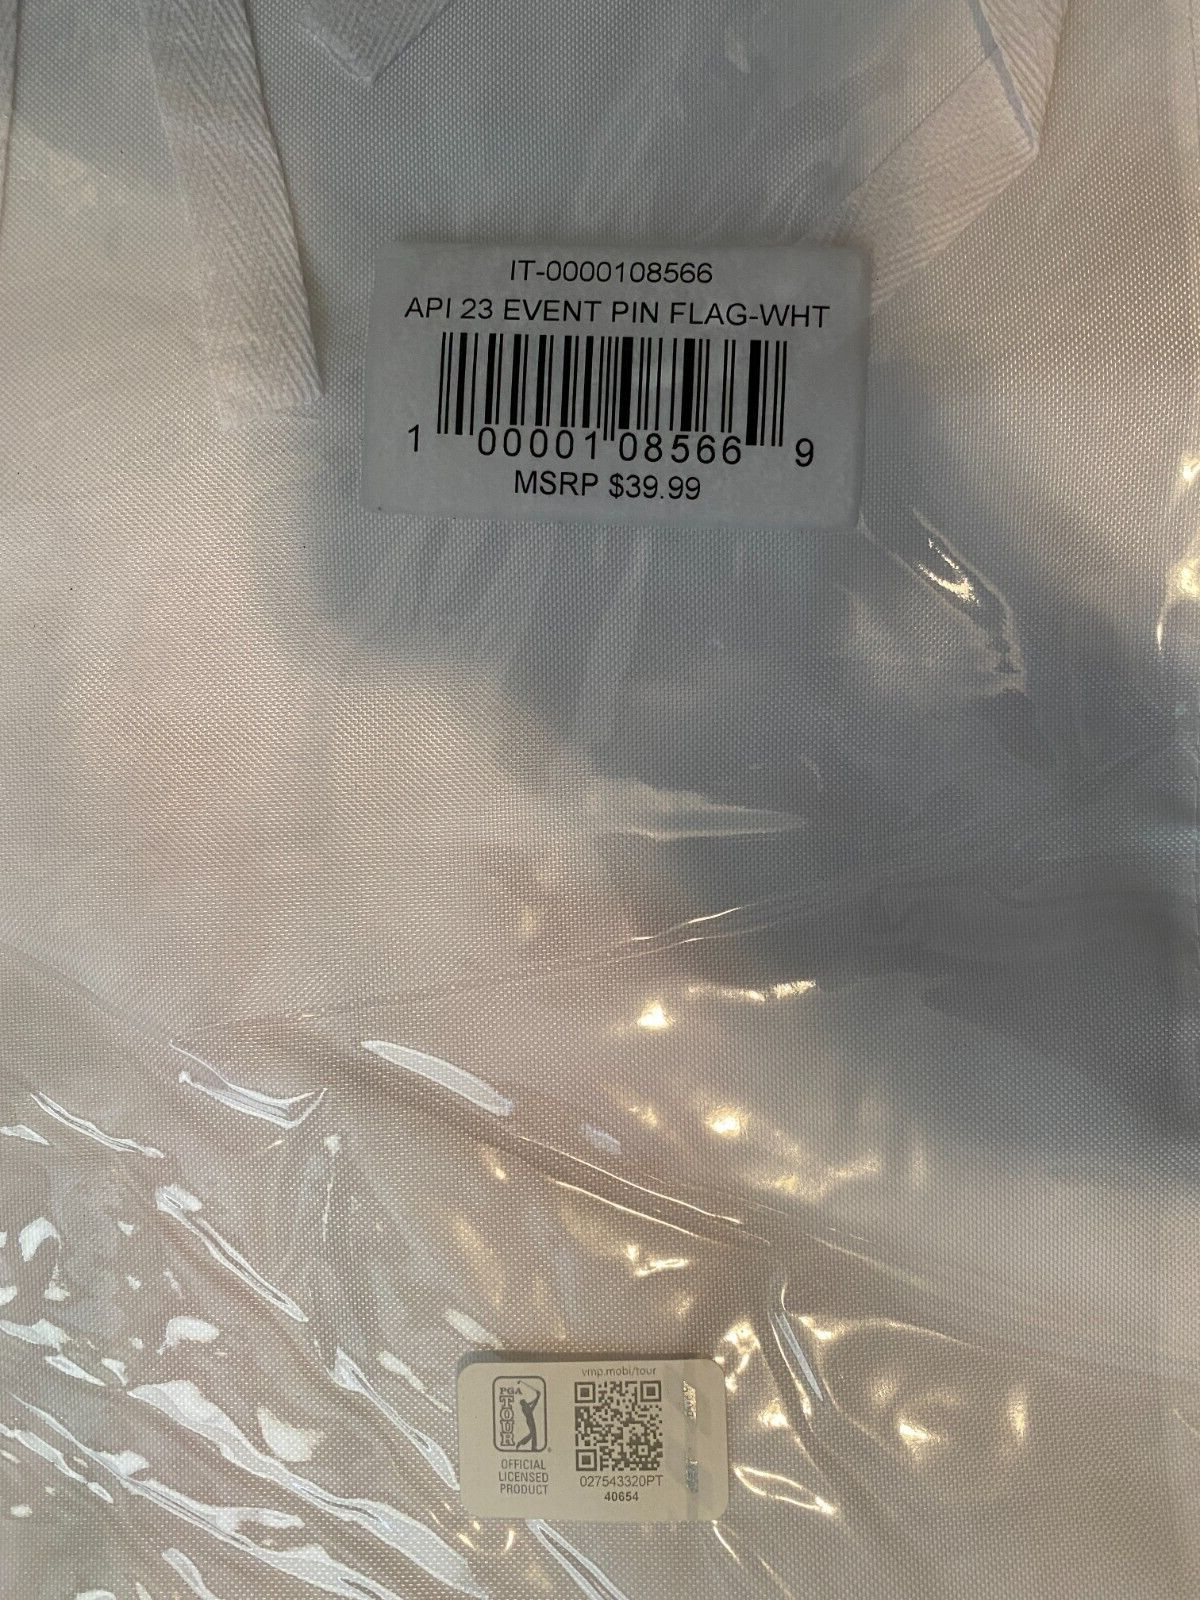 IT-0000108566
API 23 EVENT PIN FLAG-WHT
1 00001 08566 9
MSRP $39.99
vmp.mobi/tour
PGA
TOUR
OFFICIAL
LICENSED
PRODUCT
027543320PT
40654